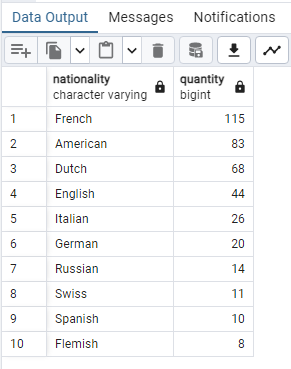 Data Output Messages Notifications
nationality quantity
character varying bigint
1 French 115
2 American 83
3 Dutch 68
4 English 44
5 Italian 26
6 German 20
7 Russian 14
8 Swiss 11
9 Spanish 10
10 Flemish 8